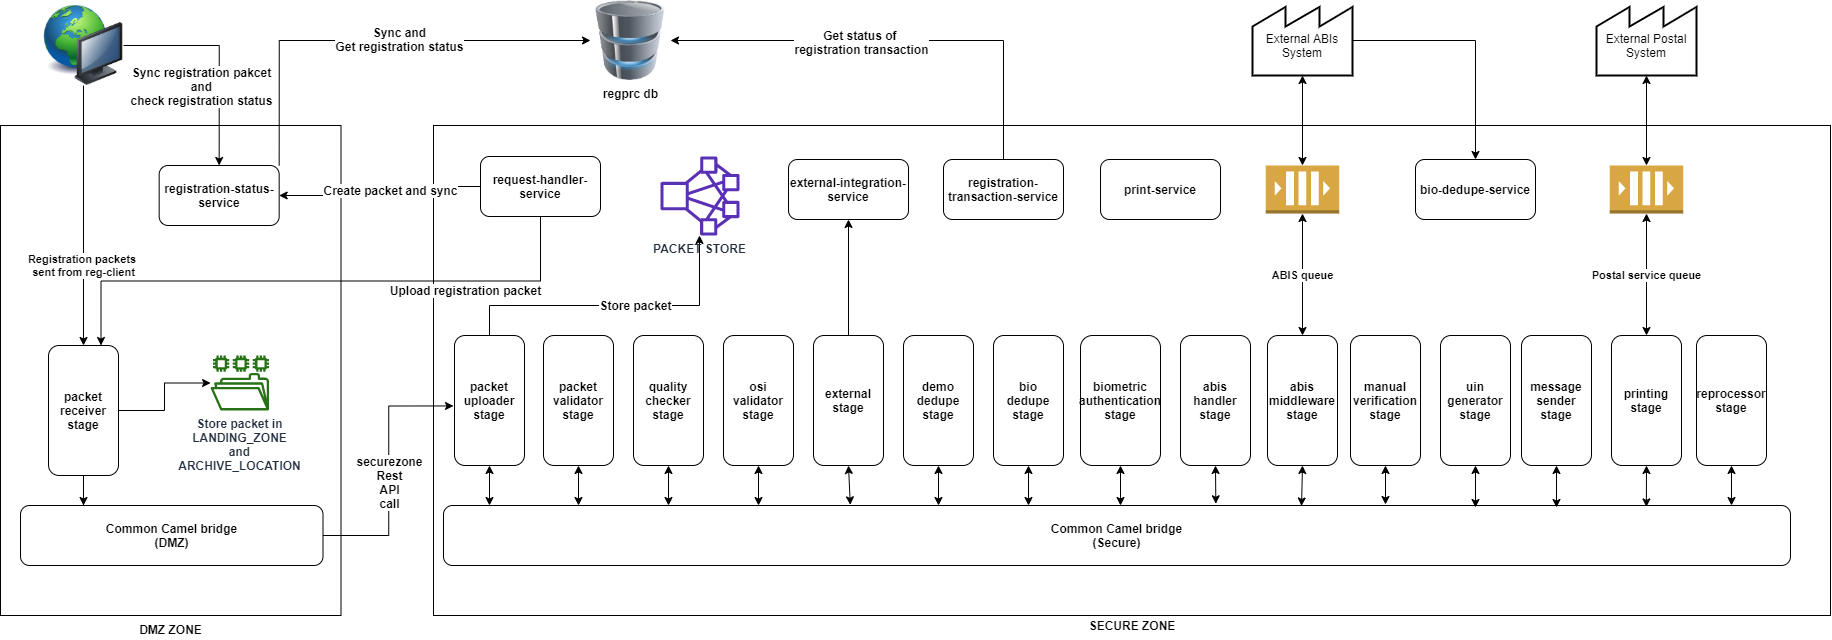 Sync and
Get registration status
Get status of
registration transaction
External ABIs
System
External Postal
System
Sync registration pakcet
and
check registration status
regprc db
registration-status-
service
Create packet and sync
request-handler-
service
PACKET STORE
external-integration-
service
registration-
transaction-service
print-service
bio-dedupe-service
Registration packets
sent from reg-client
Upload registration packet
Store packet
ABIS queue
Postal service queue
packet
receiver
stage
Store packet in
LANDING_ZONE
and
ARCHIVE_LOCATION
securezone
Rest
API
call
packet
uploader
stage
packet
validator
stage
quality
checker
stage
osi
validator
stage
external
stage
demo
dedupe
stage
bio
dedupe
stage
biometric
authentication
stage
abis
handler
stage
abis
middleware
stage
manual
verification
stage
uin
generator
stage
message
sender
stage
printing
stage
reprocessor
stage
Common Camel bridge
(DMZ)
Common Camel bridge
(Secure)
DMZ ZONE
SECURE ZONE